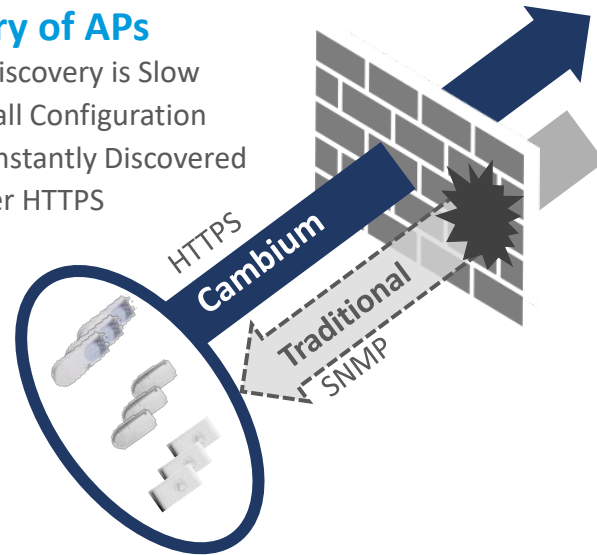 ry of APs
iscovery is Slow
all Configuration
nstantly Discovered
er HTTPS
HTTPS
Cambium
Traditional
SNMP